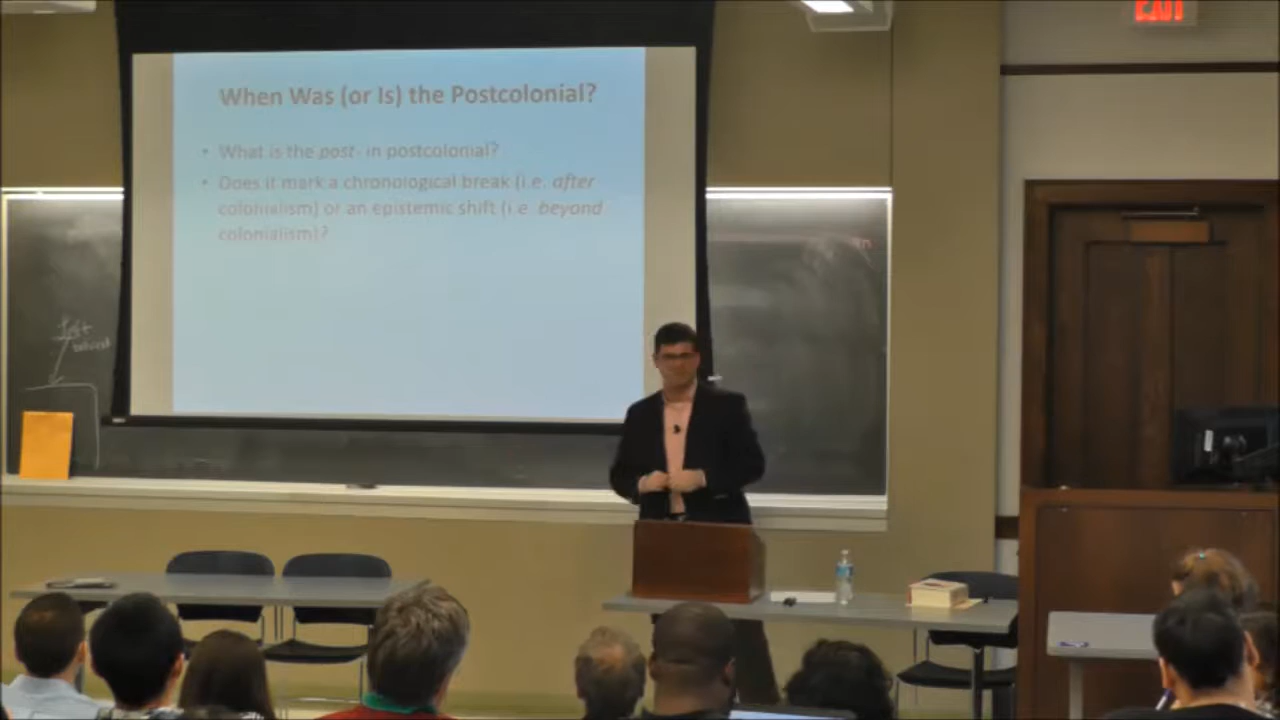 EXIT
When Was (or Is) the Postcolonial?
• What is the post- in postcolonial?
• Does it mark a chronological break (i.e. after
colonialism) or an epistemic shift (i.e. beyond
colonialism)?